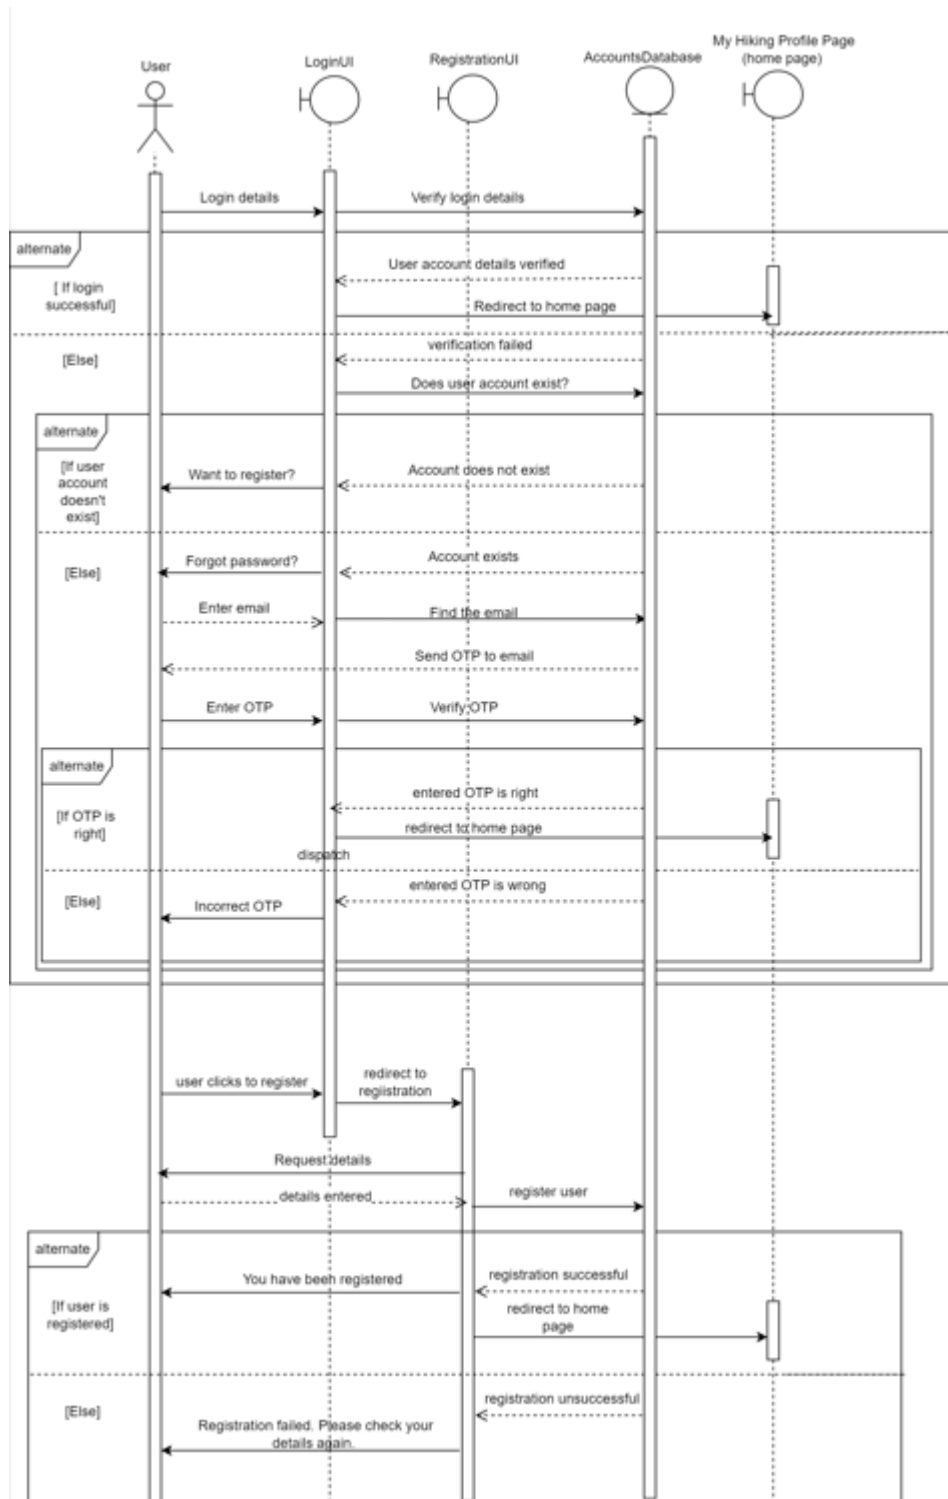 User
LoginUI
RegistrationUI
AccountsDatabase
My Hiking Profile Page
(home page)
Login details
Verify login details
alternate
User account details verified
[ If login
successful]
Redirect to home page
verification failed
[Else]
Does user account exist?
alternate
[If user
account
doesn't
exist]
Want to register?
Account does not exist
[Else]
Forgot password?
Account exists
Enter email
Find the email
Send OTP to email
Enter OTP
Verify OTP
alternate
entered OTP is right
[If OTP is
right]
redirect to home page
dispatch
entered OTP is wrong
[Else]
Incorrect OTP
user clicks to register
redirect to
regiistration
Request details
details entered
register user
alternate
You have been registered
registration successful
[If user is
registered]
redirect to home
page
registration unsuccessful
[Else]
Registration failed. Please check your
details again.